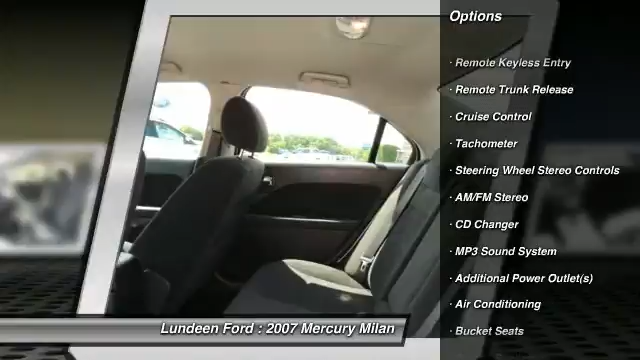 Options
· Remote Keyless Entry
· Remote Trunk Release
· Cruise Control
· Tachometer
· Steering Wheel Stereo Controls
· AM/FM Stereo
· CD Changer
· MP3 Sound System
· Additional Power Outlet(s)
· Air Conditioning
· Bucket Seats
Lundeen Ford : 2007 Mercury Milan